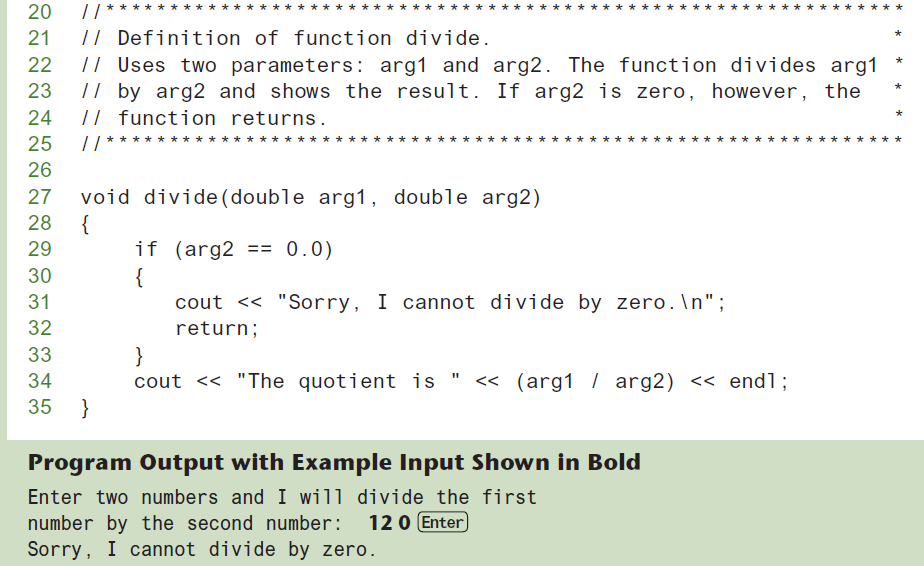 20 //*****************************************************************
21 // Definition of function divide. *
22 // Uses two parameters: arg1 and arg2. The function divides arg1 *
23 // by arg2 and shows the result. If arg2 is zero, however, the *
24 // function returns. *
25 //*****************************************************************
26
27 void divide(double arg1, double arg2)
28 {
29     if (arg2 == 0.0)
30     {
31         cout << "Sorry, I cannot divide by zero.\n";
32         return;
33     }
34     cout << "The quotient is " << (arg1 / arg2) << endl;
35 }
Program Output with Example Input Shown in Bold
Enter two numbers and I will divide the first
number by the second number: 12 0 Enter
Sorry, I cannot divide by zero.